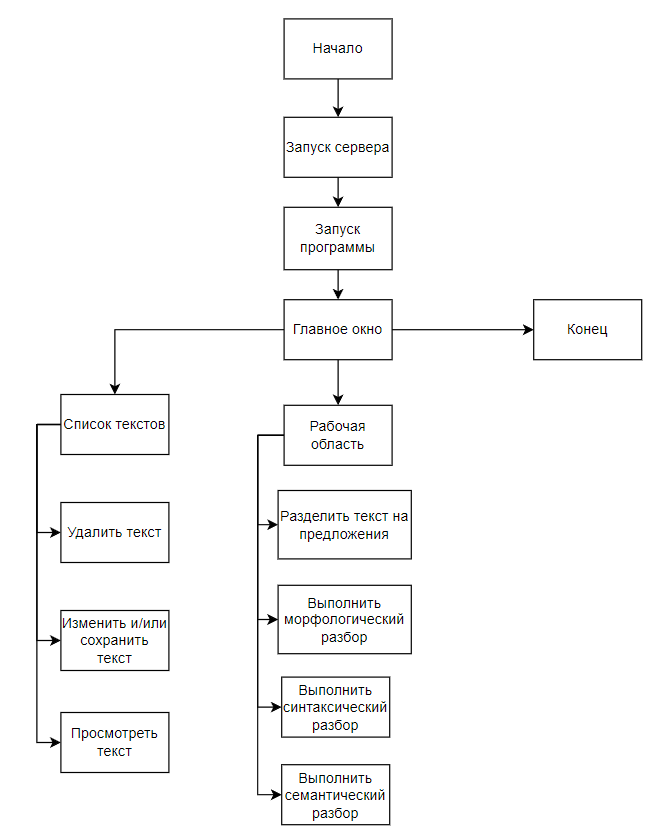 Начало
Запуск сервера
Запуск
программы
Главное окно
Конец
Список текстов
Удалить текст
Изменить и/или
сохранить
текст
Просмотреть
текст
Рабочая
область
Разделить текст на
предложения
Выполнить
морфологический
разбор
Выполнить
синтаксический
разбор
Выполнить
семантический
разбор